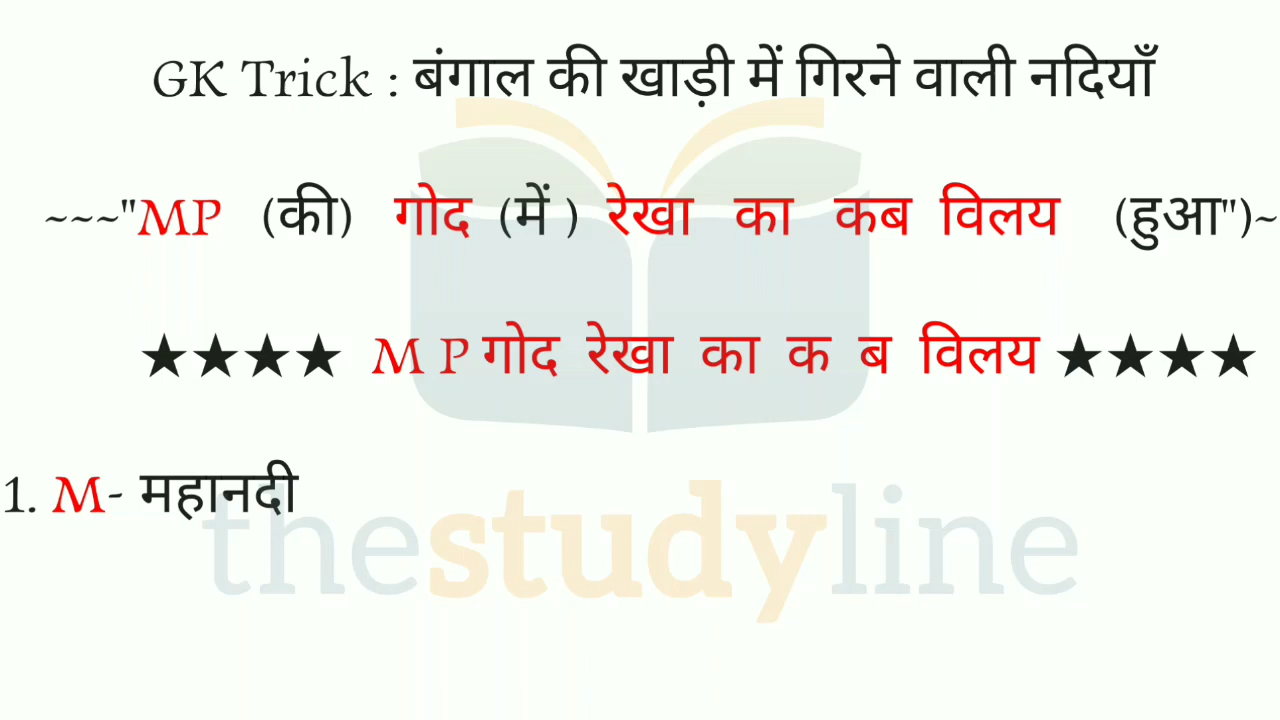 GK Trick : बंगाल की खाड़ी में गिरने वाली नदियाँ
~~~"MP (की) गोद (में ) रेखा का कब विलय (हुआ")~
★★★★ M P गोद रेखा का क ब विलय ★★★★
1. M- महानदी
thestudyline